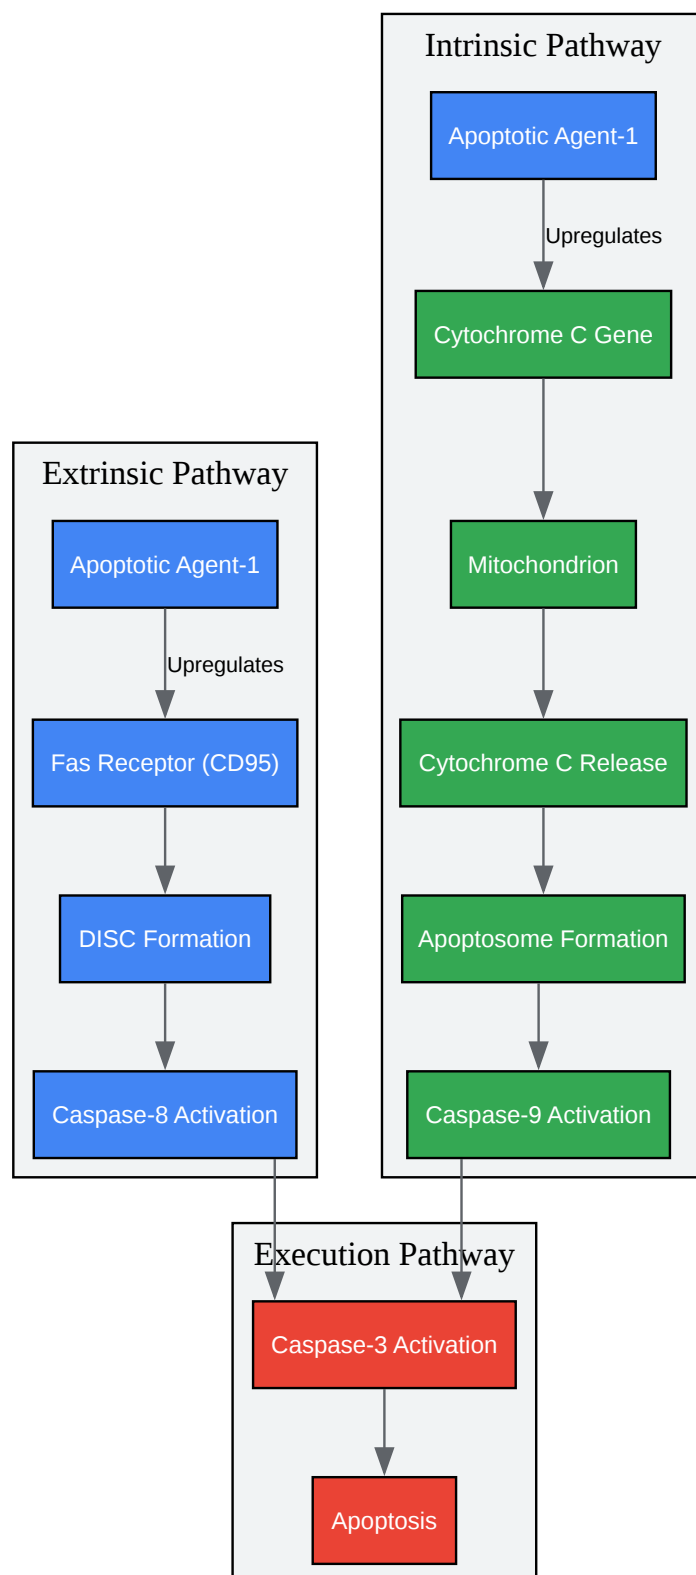 Intrinsic Pathway
Apoptotic Agent-1
Upregulates
Cytochrome C Gene
Mitochondrion
Cytochrome C Release
Apoptosome Formation
Caspase-9 Activation
Extrinsic Pathway
Apoptotic Agent-1
Upregulates
Fas Receptor (CD95)
DISC Formation
Caspase-8 Activation
Execution Pathway
Caspase-3 Activation
Apoptosis